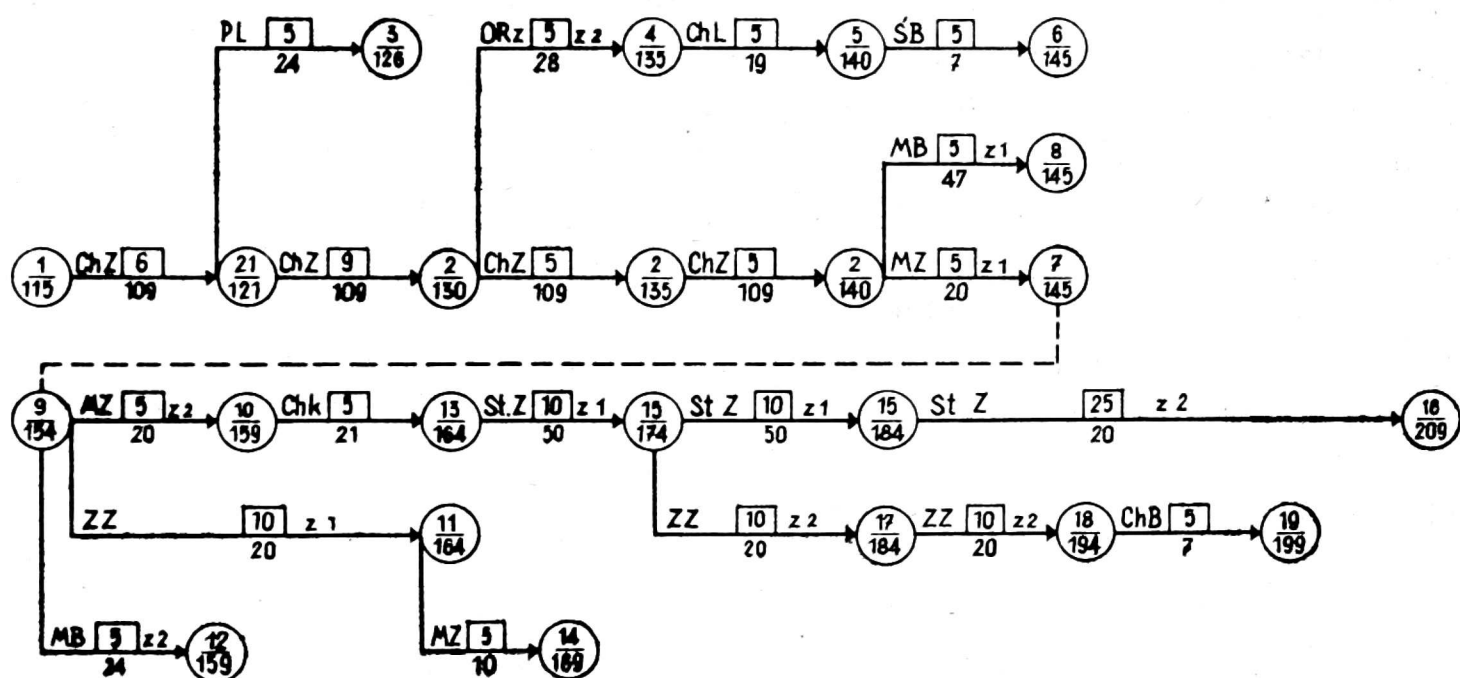 PL 5 24 3 126 ORz 5 z2 28 4 135 ChL 5 19 5 140 ŚB 5 7 6 145
MB 5 z1 47 8 145
1 115 ChZ 6 109 21 121 ChZ 9 109 2 130 ChZ 5 109 2 135 ChZ 5 109 2 140 MZ 5 z1 20 7 145
9 154 MZ 5 z2 20 10 159 Chk 5 21 13 164 St.Z 10 z1 50 15 174 St Z 10 z1 50 15 184 St Z 25 z2 20 16 209
ZZ 10 z1 20 11 164 ZZ 10 z2 20 17 184 ZZ 10 z2 20 18 194 ChB 5 7 19 199
MB 5 z2 12 159 MZ 5 10 14 169